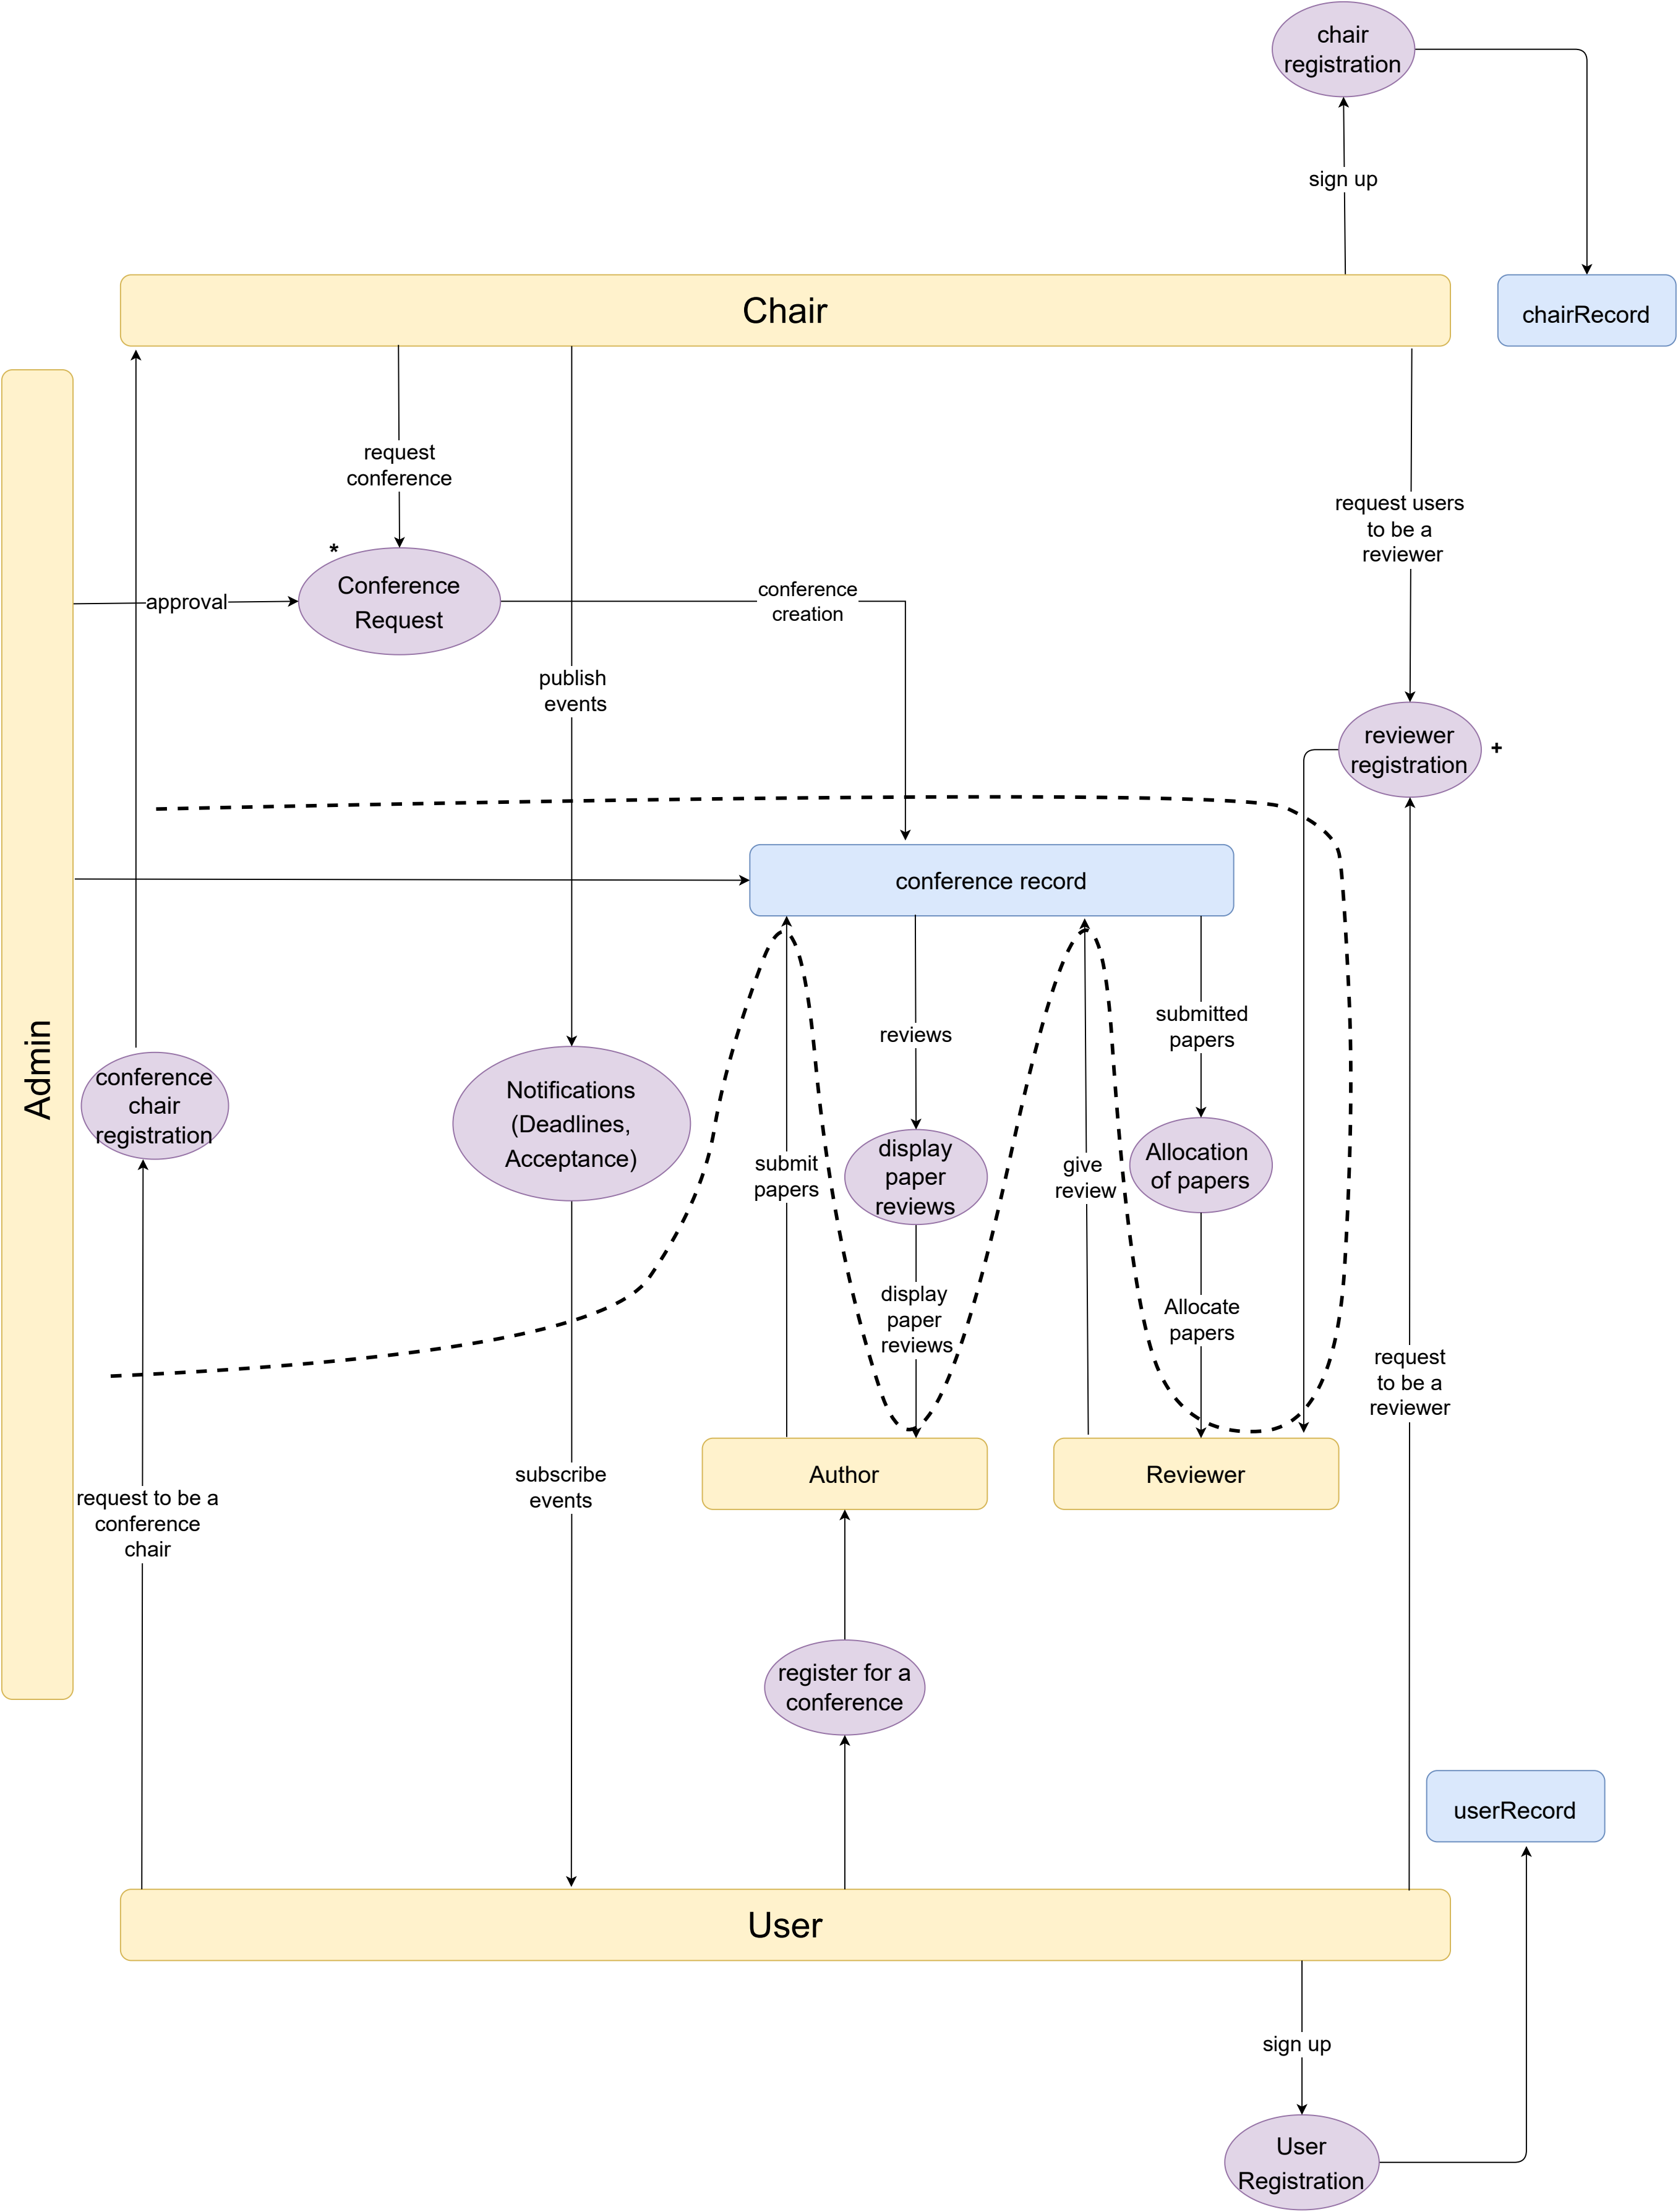 chair
registration
sign up
Chair
chairRecord
request
conference
request users
to be a
reviewer
*
Conference
Request
approval
conference
creation
publish
events
reviewer
registration
+
conference record
Admin
conference
chair
registration
Notifications
(Deadlines,
Acceptance)
reviews
submitted
papers
submit
papers
display
paper
reviews
give
review
Allocation
of papers
display
paper
reviews
Allocate
papers
request
to be a
reviewer
Author
Reviewer
subscribe
events
request to be a
conference
chair
register for a
conference
userRecord
User
sign up
User
Registration